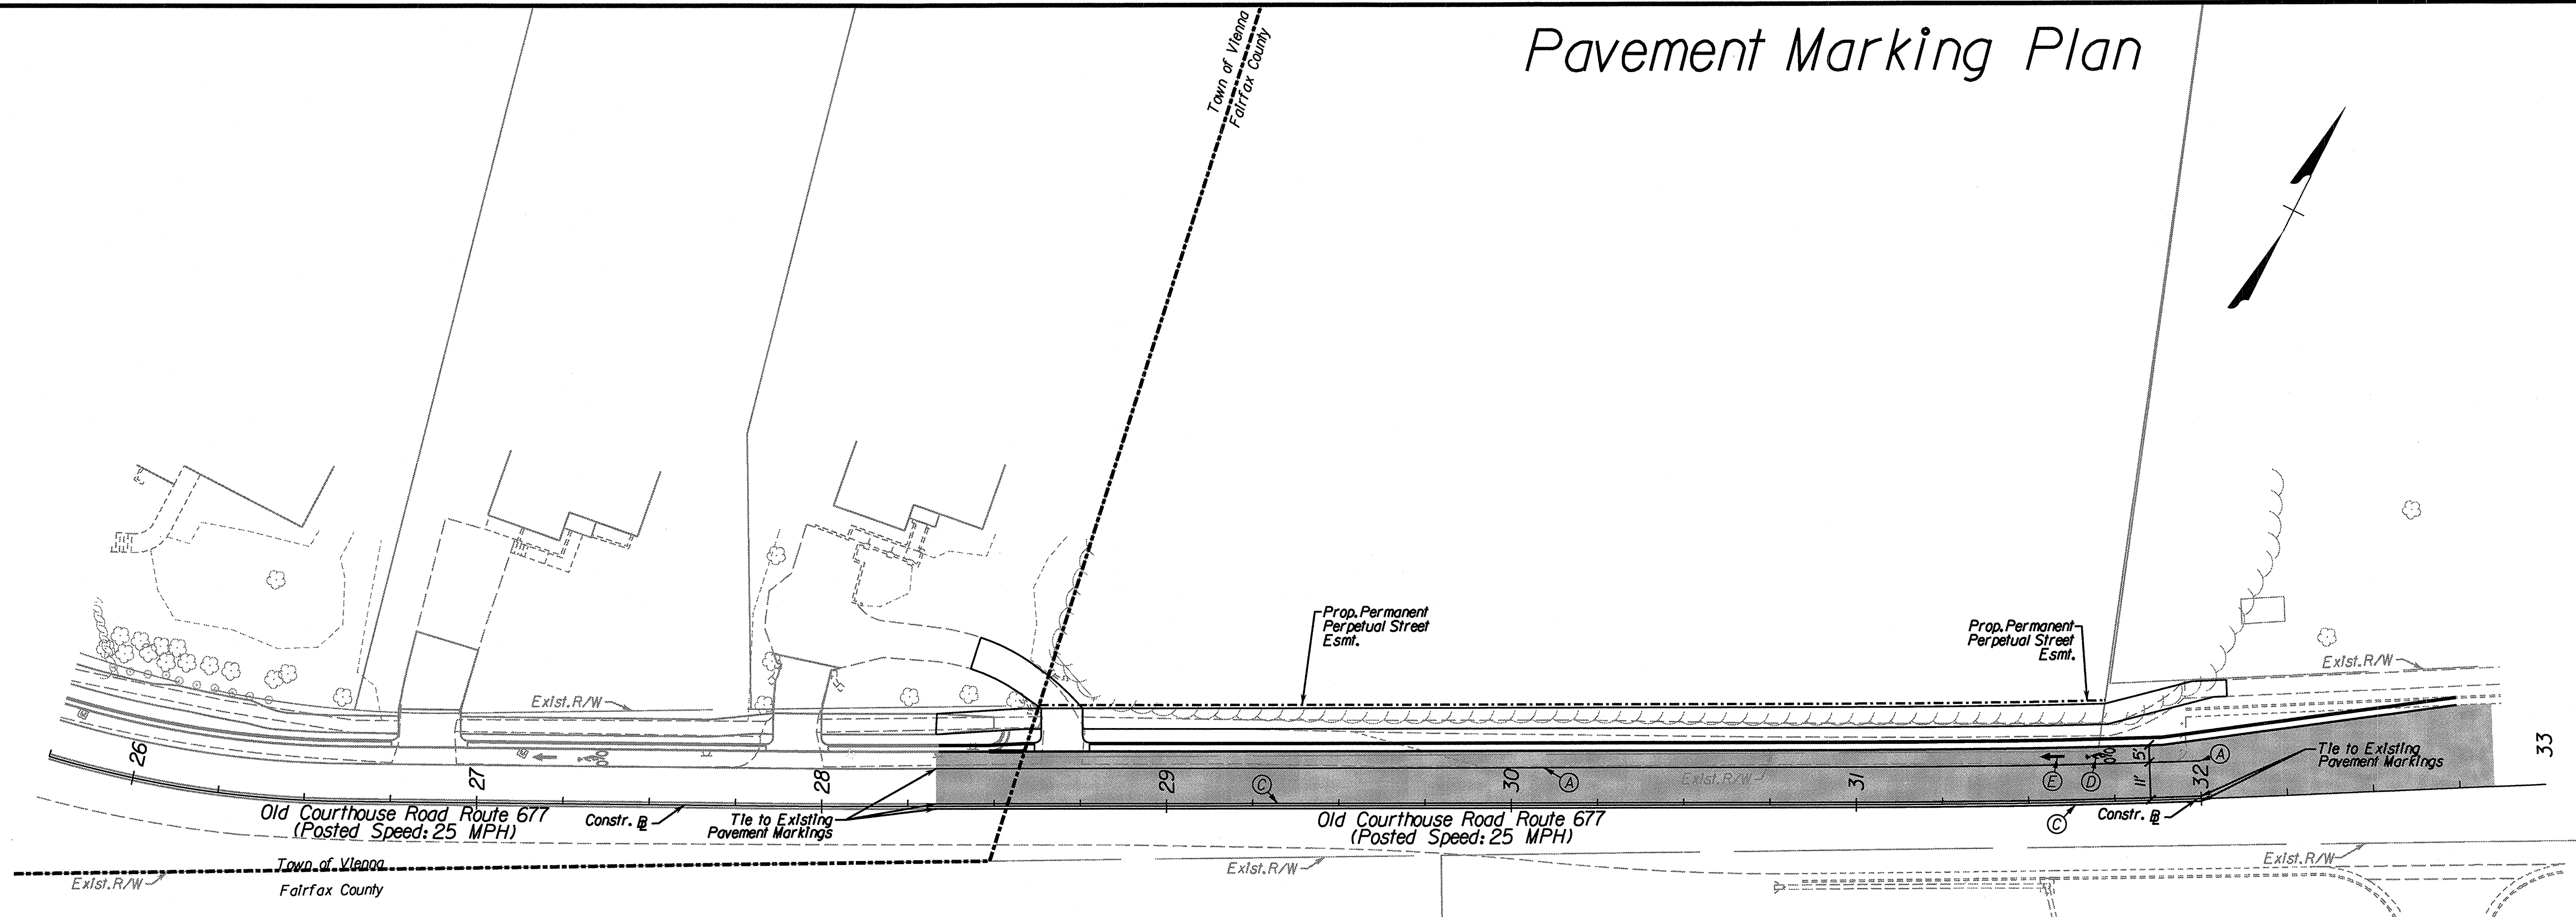 Pavement Marking Plan
Town of Vienna
Fairfax County
Prop. Permanent
Perpetual Street
Esmt.
Prop. Permanent
Perpetual Street
Esmt.
Exist. R/W
Exist. R/W
Exist. R/W
26
27
28
29
30
31
32
33
C
A
E
D
5'
11'
A
Tie to Existing
Pavement Markings
Old Courthouse Road Route 677
(Posted Speed: 25 MPH)
Constr. BL
Tie to Existing
Pavement Markings
Old Courthouse Road Route 677
(Posted Speed: 25 MPH)
C
Constr. BL
Town of Vienna
Fairfax County
Exist. R/W
Exist. R/W
Exist. R/W